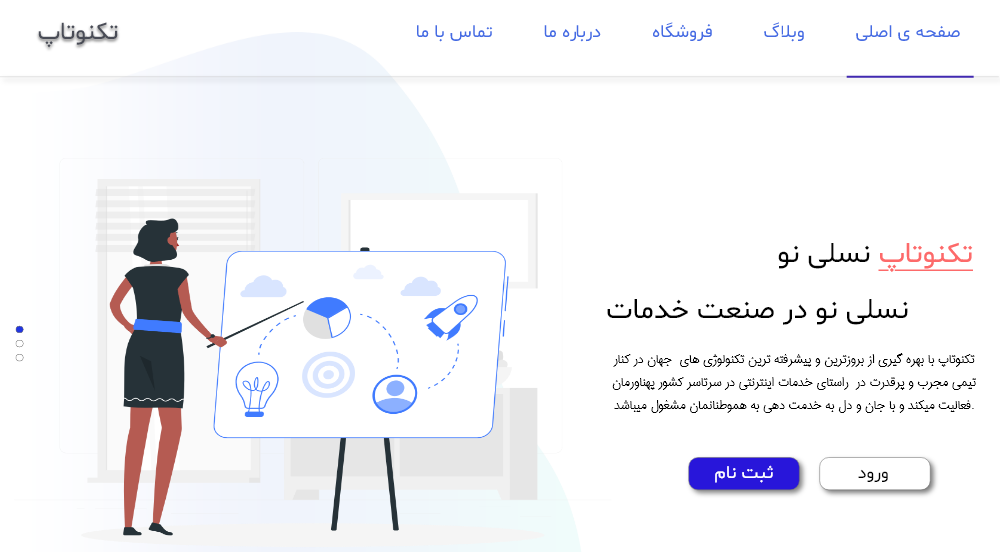 صفحه ی اصلی
وبلاگ
فروشگاه
درباره ما
تماس با ما
تکنوتاپ
تکنوتاپ نسلی نو
نسلی نو در صنعت خدمات
تکنوتاپ با بهره گیری از بروزترین و پیشرفته ترین تکنولوژی های جهان در کنار
تیمی مجرب و پرقدرت در راستای خدمات اینترنتی در سرتاسر کشور پهناورمان
فعالیت میکند و با جان و دل به خدمت دهی به هموطنانمان مشغول میباشد.
ورود
ثبت نام